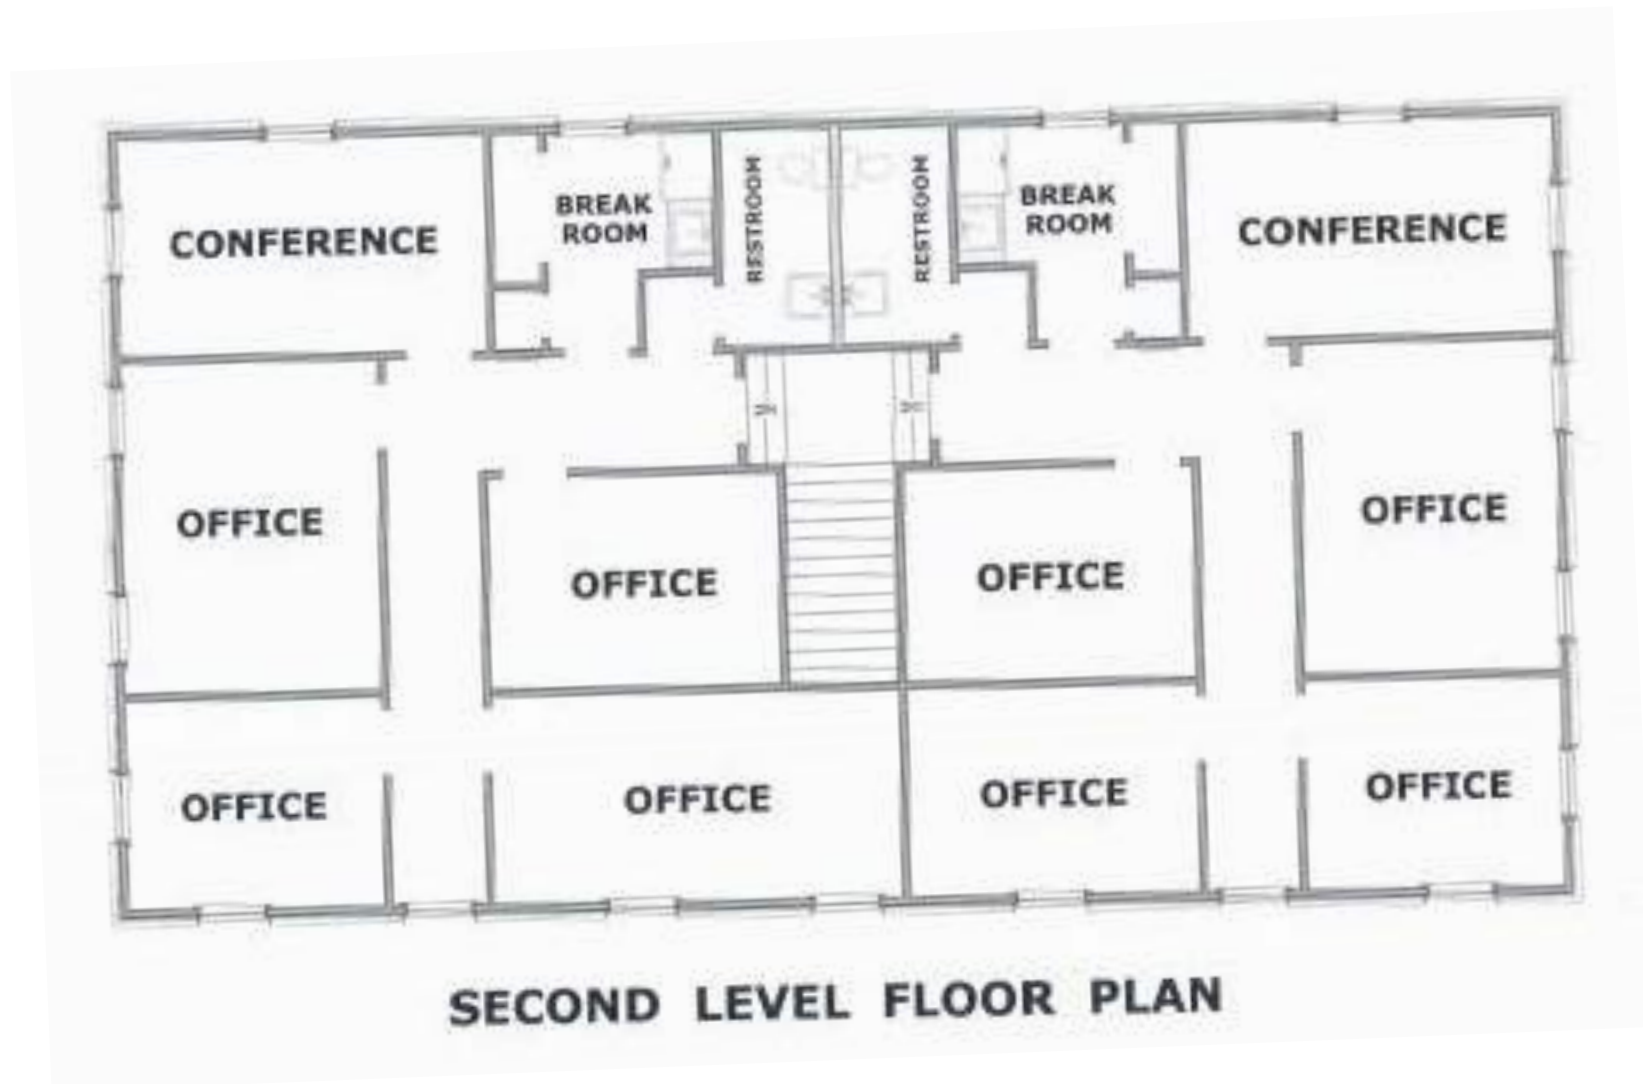 CONFERENCE
BREAK
ROOM
RESTROOM
RESTROOM
BREAK
ROOM
CONFERENCE
OFFICE
OFFICE
OFFICE
OFFICE
OFFICE
OFFICE
OFFICE
OFFICE
SECOND LEVEL FLOOR PLAN